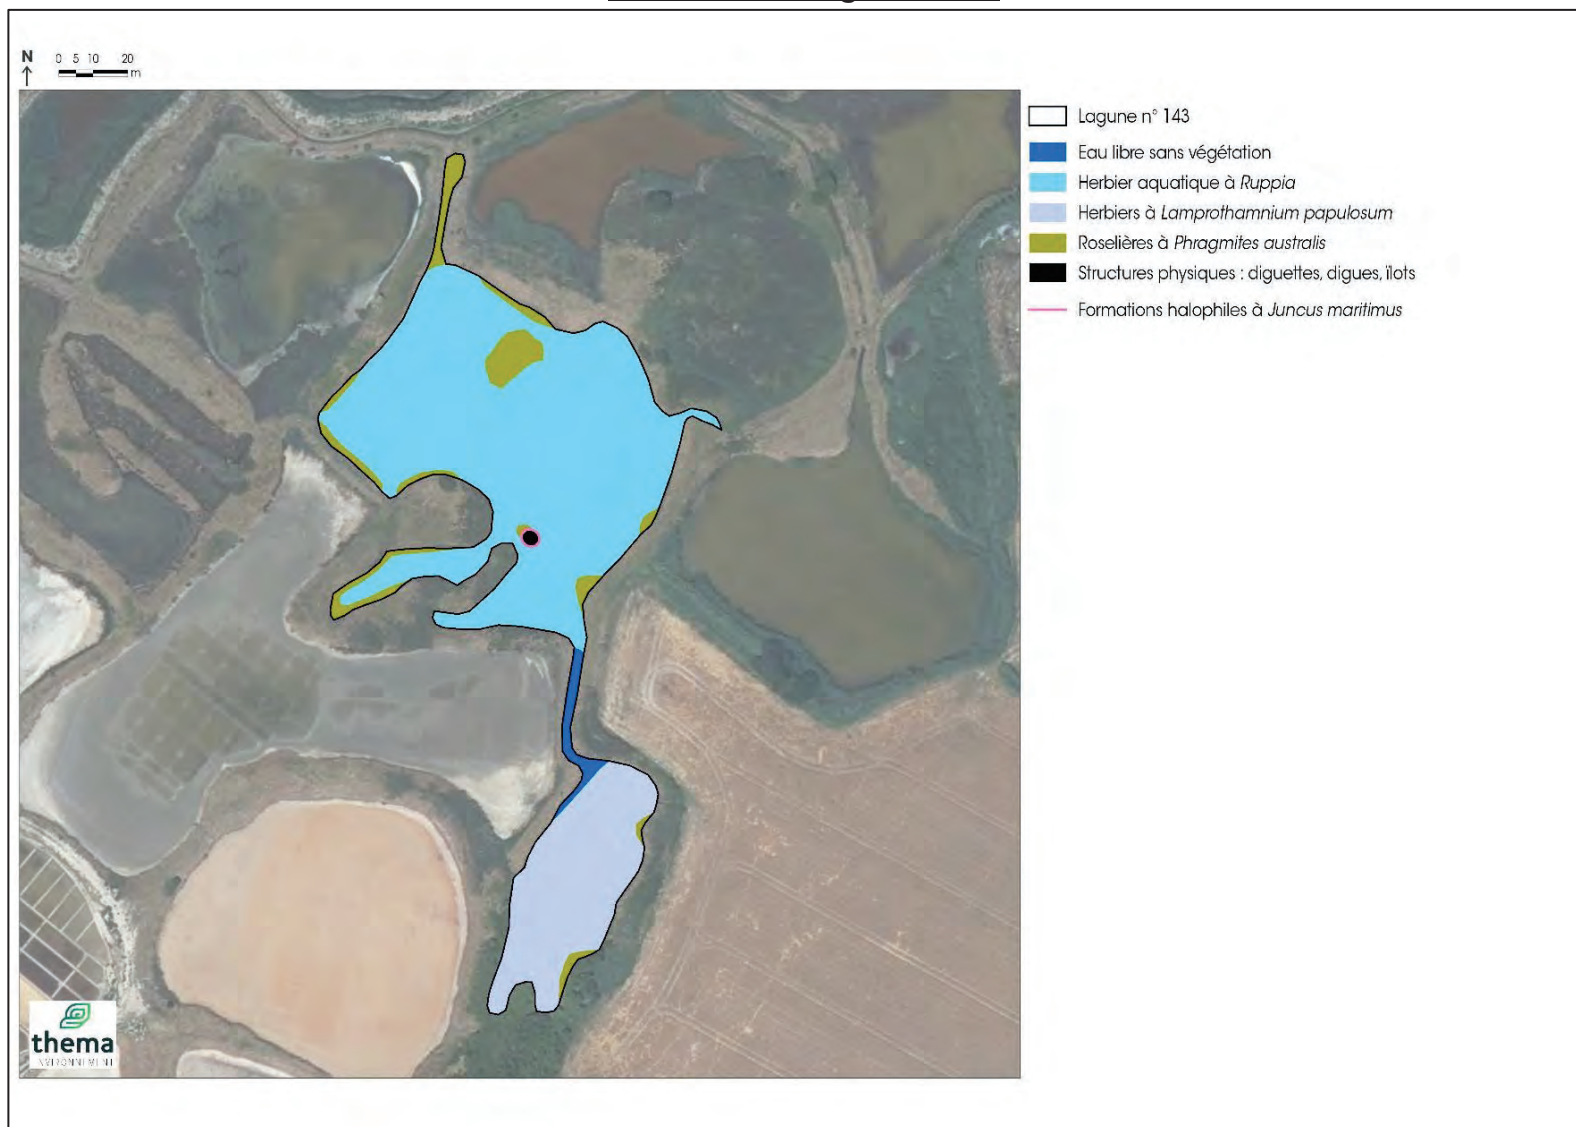 N
0 5 10 20
m
Lagune n° 143
Eau libre sans végétation
Herbier aquatique à Ruppia
Herbiers à Lamprothamnium papulosum
Roselières à Phragmites australis
Structures physiques : diguettes, digues, îlots
Formations halophiles à Juncus maritimus
thema
ENVIRONNEMENT